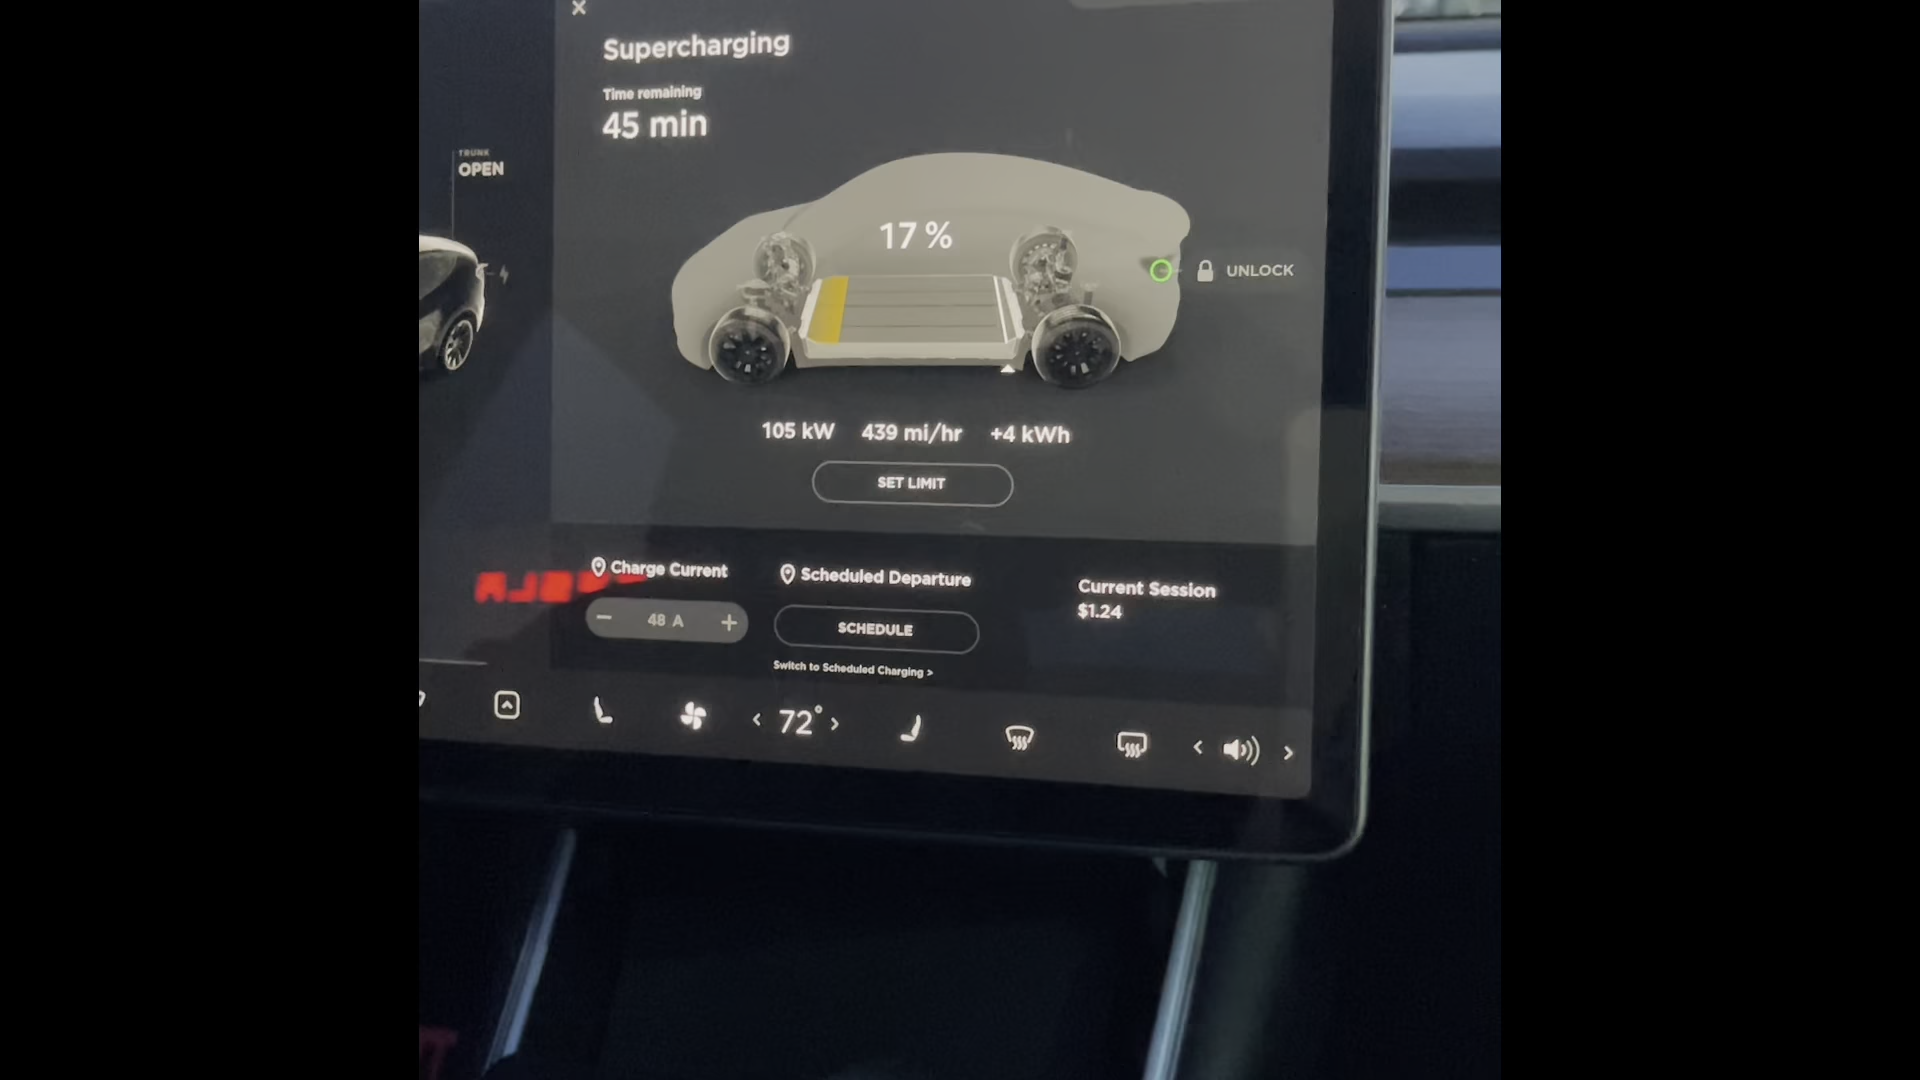 Supercharging
Time remaining
45 min
TRUNK
OPEN
17 %
UNLOCK
105 kW 439 mi/hr +4 kWh
SET LIMIT
Charge Current
Scheduled Departure
Current Session
$1.24
− 48 A +
SCHEDULE
Switch to Scheduled Charging >
< 72° >
< >